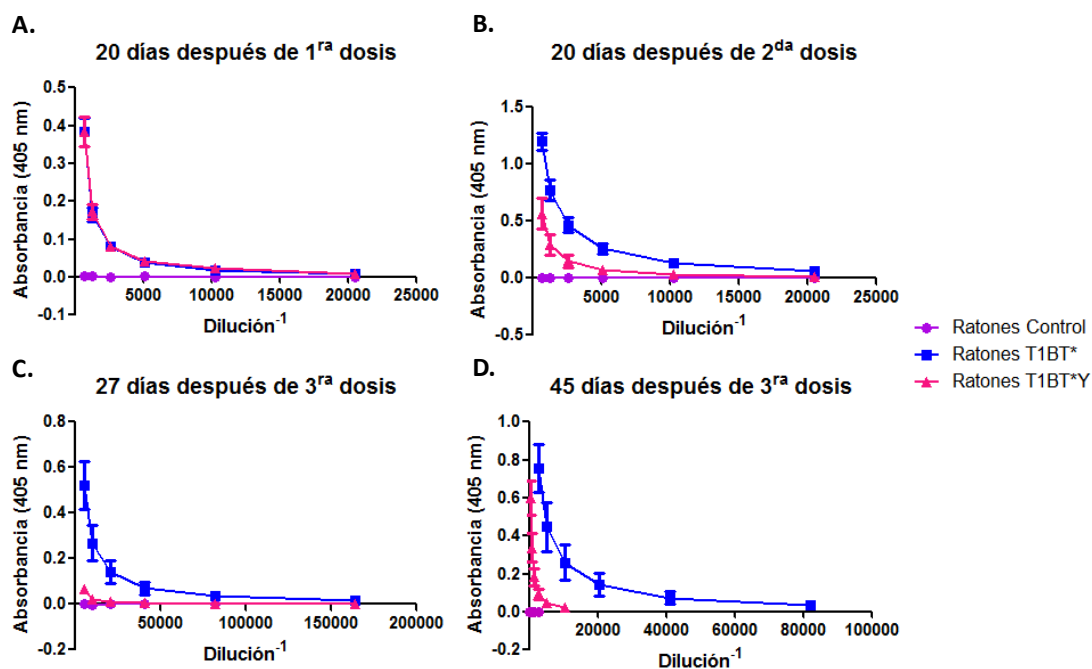 A.
20 días después de 1ra dosis
Absorbancia (405 nm)
0.5
0.4
0.3
0.2
0.1
0.0
-0.1
5000 10000 15000 20000 25000
Dilución-1
B.
20 días después de 2da dosis
Absorbancia (405 nm)
1.5
1.0
0.5
0.0
-0.5
5000 10000 15000 20000 25000
Dilución-1
Ratones Control
Ratones T1BT*
Ratones T1BT*Y
C.
27 días después de 3ra dosis
Absorbancia (405 nm)
0.8
0.6
0.4
0.2
0.0
-0.2
50000 100000 150000 200000
Dilución-1
D.
45 días después de 3ra dosis
Absorbancia (405 nm)
1.0
0.8
0.6
0.4
0.2
0.0
20000 40000 60000 80000 100000
Dilución-1